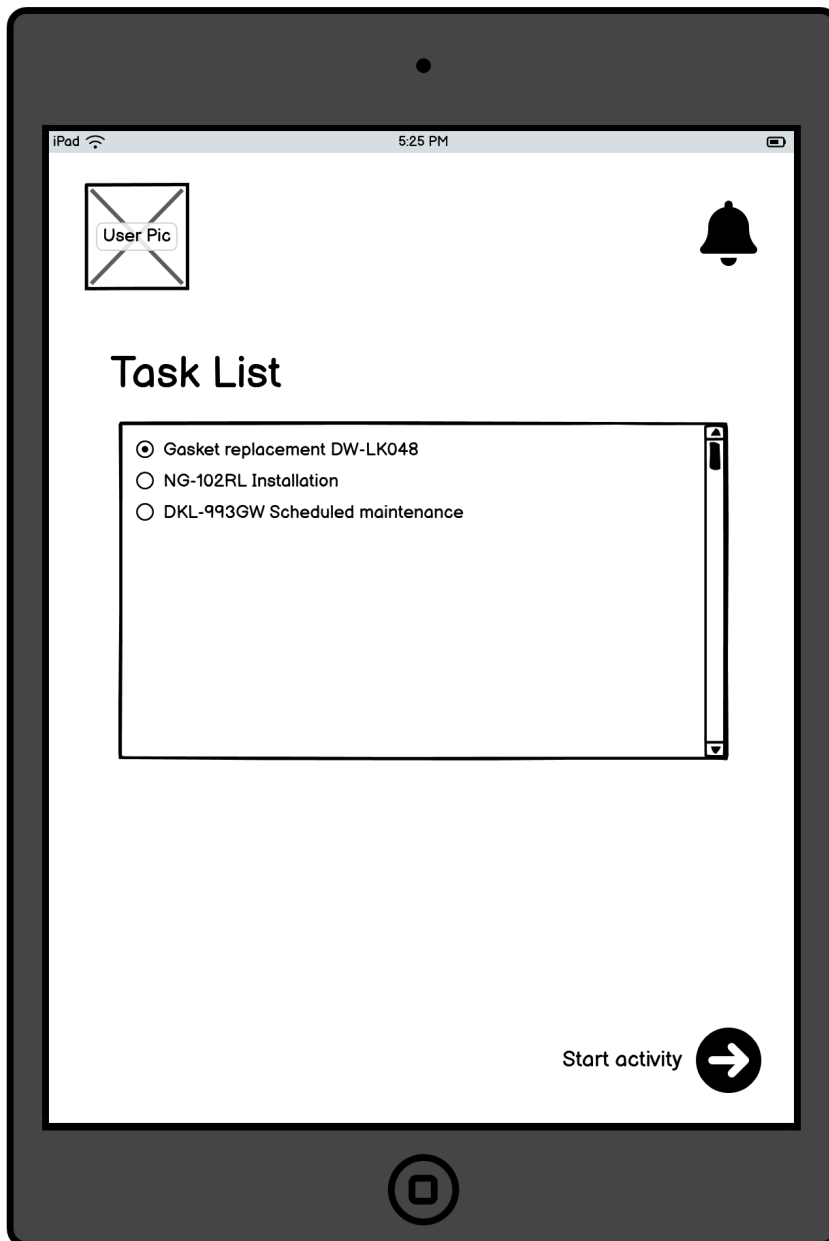 iPad
5:25 PM
User Pic
Task List
Gasket replacement DW-LK048
NG-102RL Installation
DKL-993GW Scheduled maintenance
Start activity